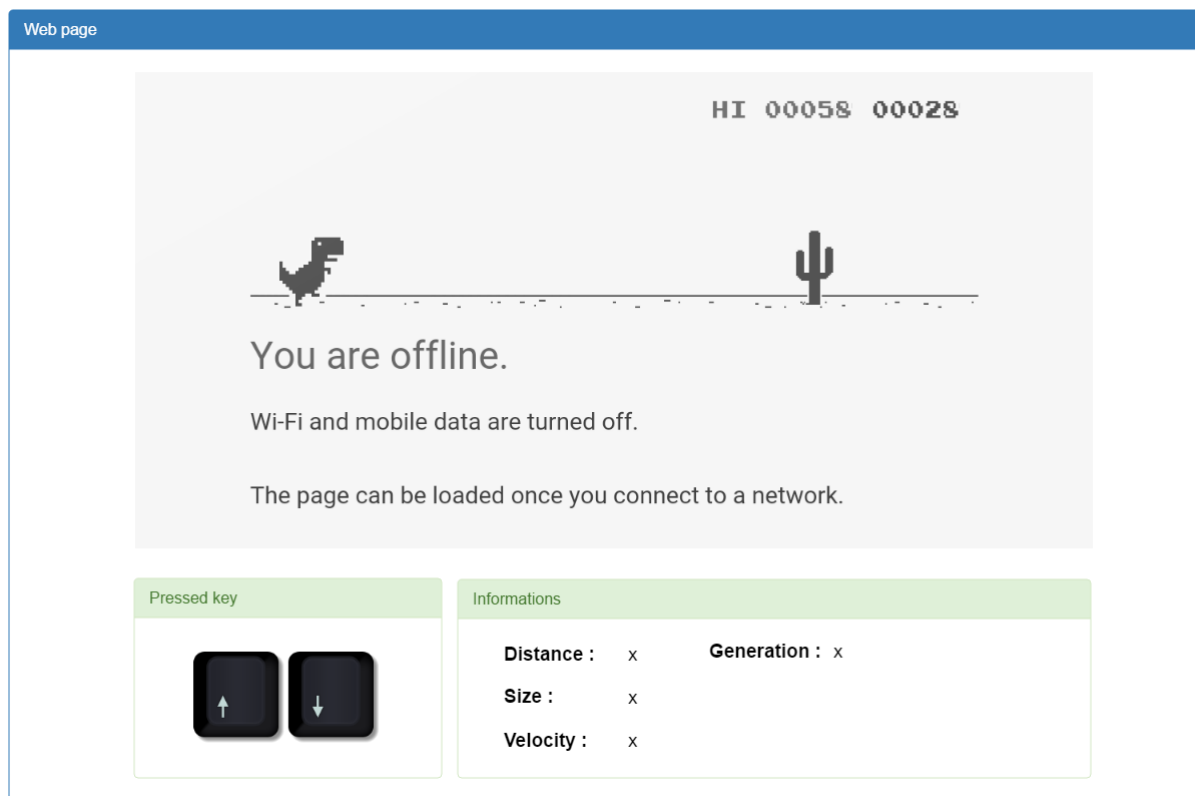 Web page
HI 00058 00028
You are offline.
Wi-Fi and mobile data are turned off.
The page can be loaded once you connect to a network.
Pressed key
↑ ↓
Informations
Distance : x Generation : x
Size : x
Velocity : x